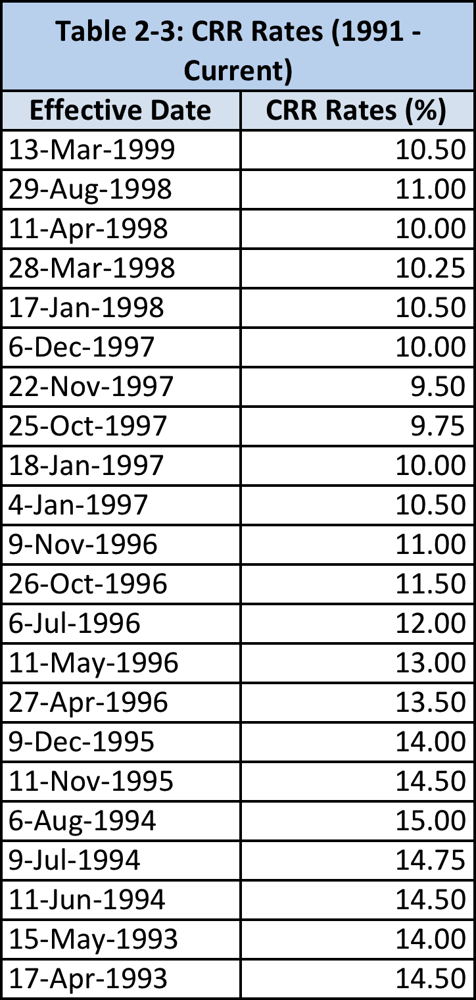 Table 2-3: CRR Rates (1991 -
Current)
Effective Date CRR Rates (%)
13-Mar-1999 10.50
29-Aug-1998 11.00
11-Apr-1998 10.00
28-Mar-1998 10.25
17-Jan-1998 10.50
6-Dec-1997 10.00
22-Nov-1997 9.50
25-Oct-1997 9.75
18-Jan-1997 10.00
4-Jan-1997 10.50
9-Nov-1996 11.00
26-Oct-1996 11.50
6-Jul-1996 12.00
11-May-1996 13.00
27-Apr-1996 13.50
9-Dec-1995 14.00
11-Nov-1995 14.50
6-Aug-1994 15.00
9-Jul-1994 14.75
11-Jun-1994 14.50
15-May-1993 14.00
17-Apr-1993 14.50